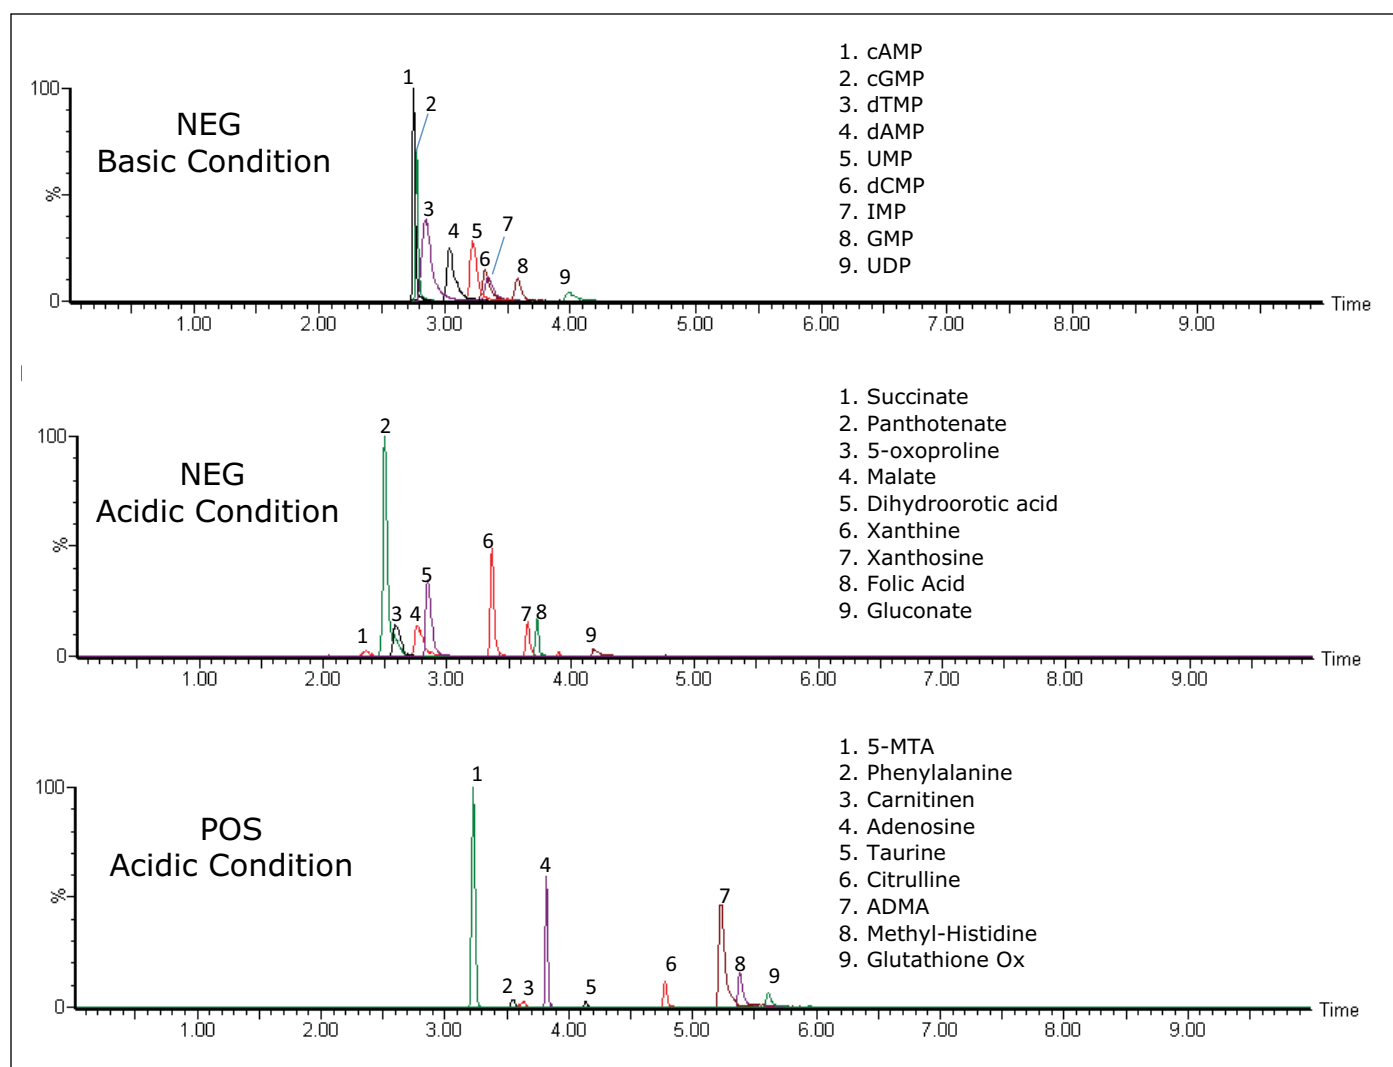 1. cAMP
2. cGMP
3. dTMP
4. dAMP
5. UMP
6. dCMP
7. IMP
8. GMP
9. UDP
NEG
Basic Condition
100
%
0
1 2 3 4 5 6 7 8 9
1.00 2.00 3.00 4.00 5.00 6.00 7.00 8.00 9.00
Time
1. Succinate
2. Panthotenate
3. 5-oxoproline
4. Malate
5. Dihydroorotic acid
6. Xanthine
7. Xanthosine
8. Folic Acid
9. Gluconate
NEG
Acidic Condition
100
%
0
1 2 3 4 5 6 7 8 9
1.00 2.00 3.00 4.00 5.00 6.00 7.00 8.00 9.00
Time
1. 5-MTA
2. Phenylalanine
3. Carnitinen
4. Adenosine
5. Taurine
6. Citrulline
7. ADMA
8. Methyl-Histidine
9. Glutathione Ox
POS
Acidic Condition
100
%
0
1 2 3 4 5 6 7 8 9
1.00 2.00 3.00 4.00 5.00 6.00 7.00 8.00 9.00
Time